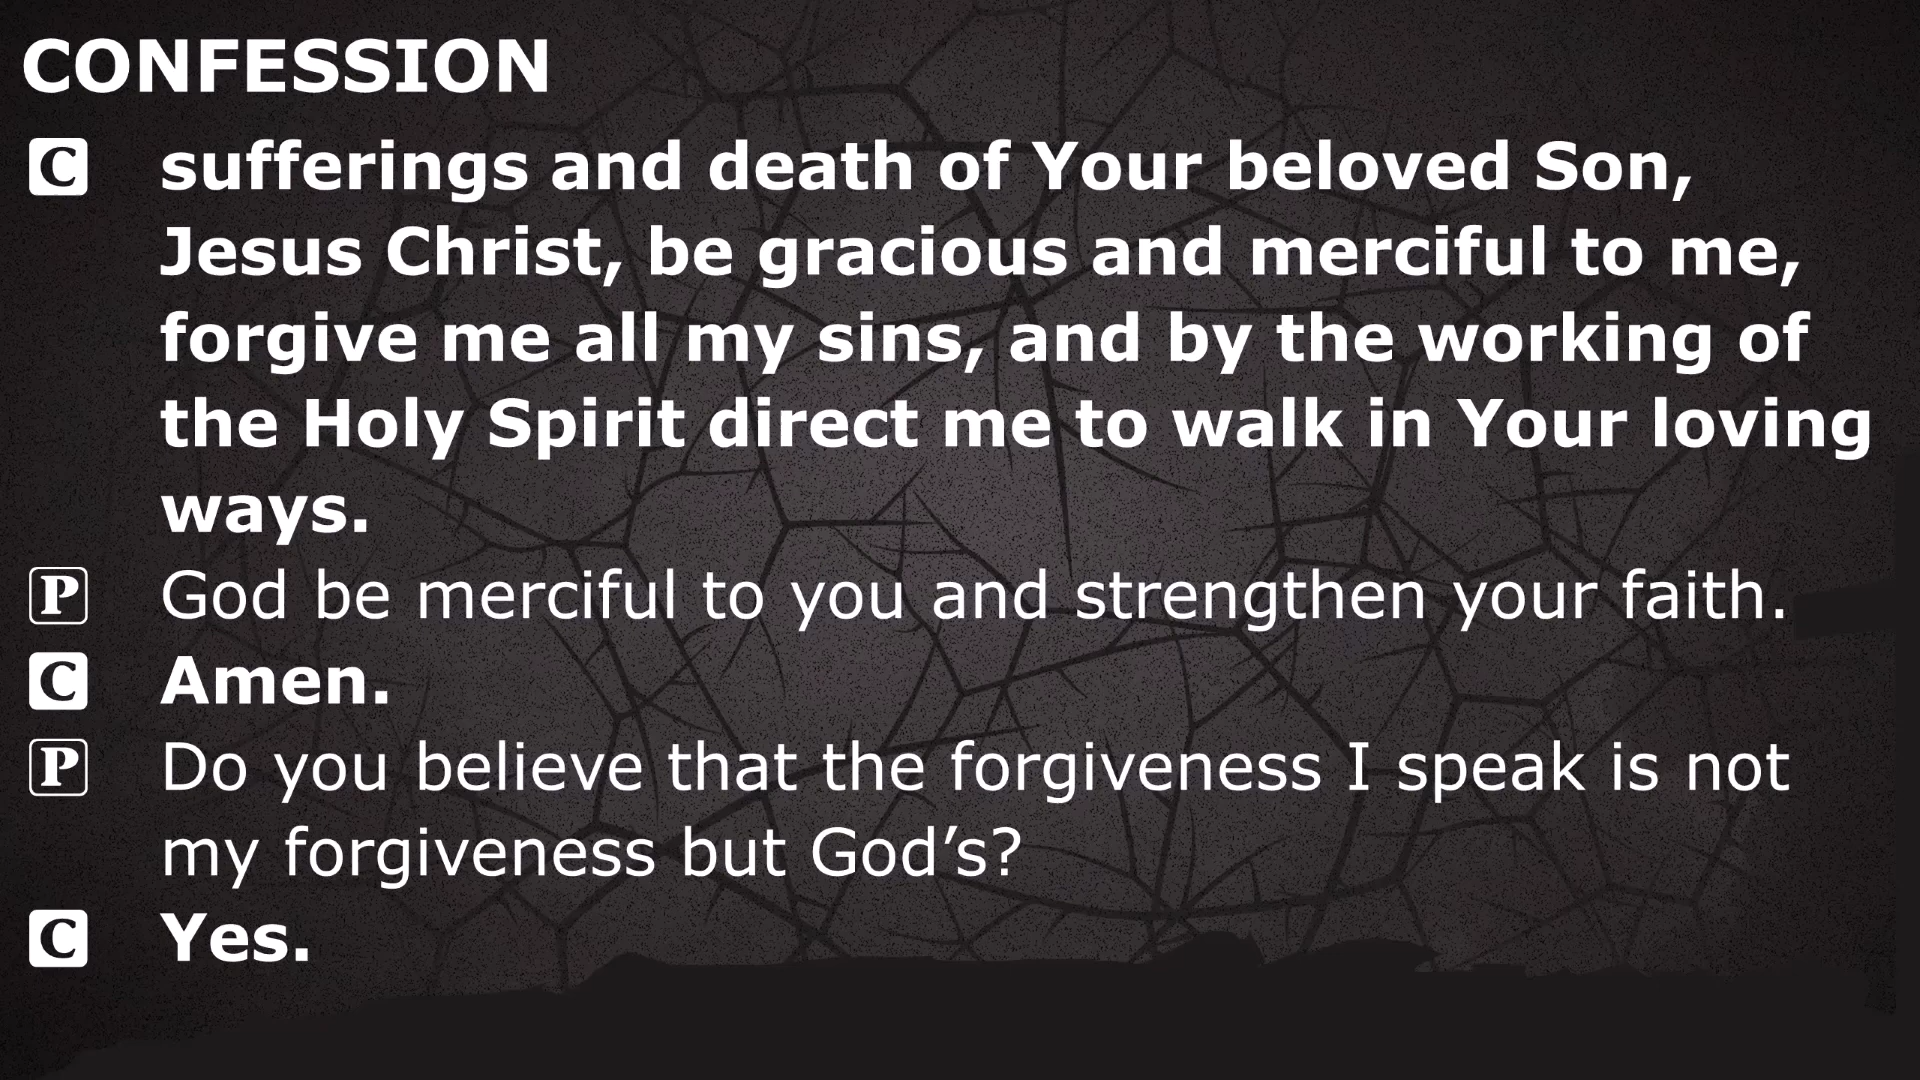 CONFESSION
C sufferings and death of Your beloved Son,
Jesus Christ, be gracious and merciful to me,
forgive me all my sins, and by the working of
the Holy Spirit direct me to walk in Your loving
ways.
P God be merciful to you and strengthen your faith.
C Amen.
P Do you believe that the forgiveness I speak is not
my forgiveness but God’s?
C Yes.